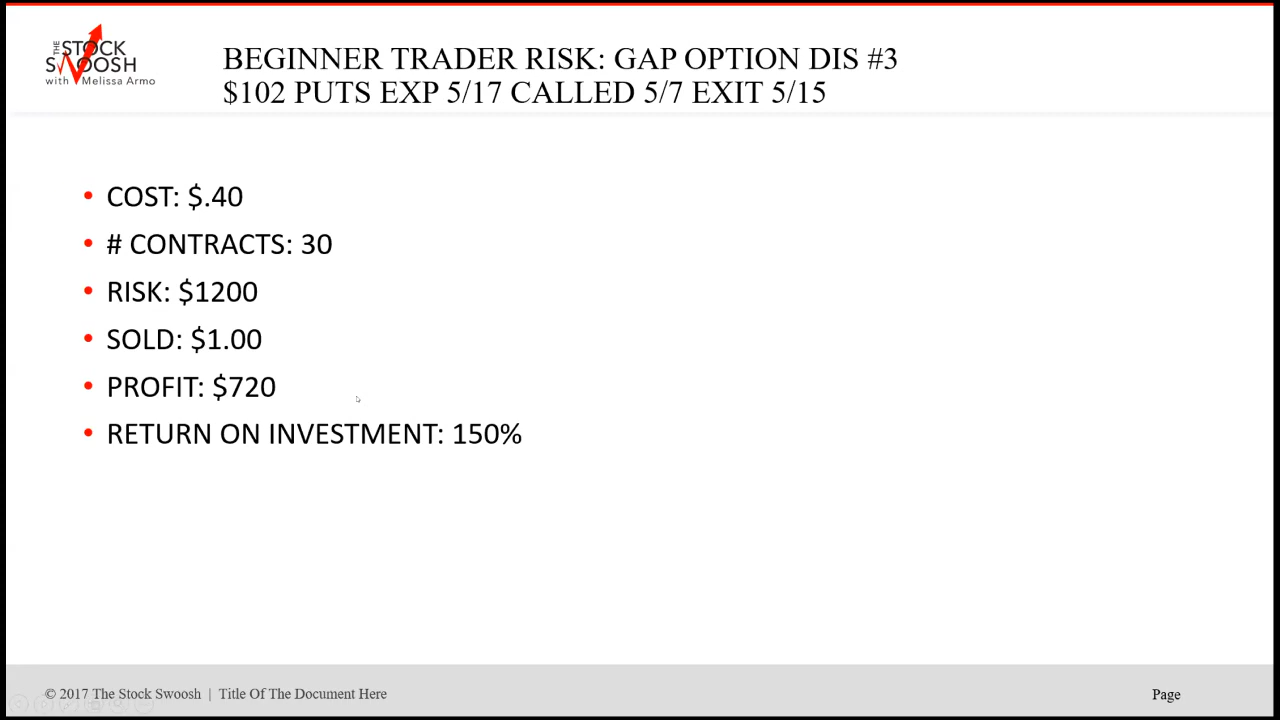 THE STOCK
SWOOSH
with Melissa Armo
BEGINNER TRADER RISK: GAP OPTION DIS #3
$102 PUTS EXP 5/17 CALLED 5/7 EXIT 5/15
• COST: $.40
• # CONTRACTS: 30
• RISK: $1200
• SOLD: $1.00
• PROFIT: $720
• RETURN ON INVESTMENT: 150%
© 2017 The Stock Swoosh | Title Of The Document Here
Page